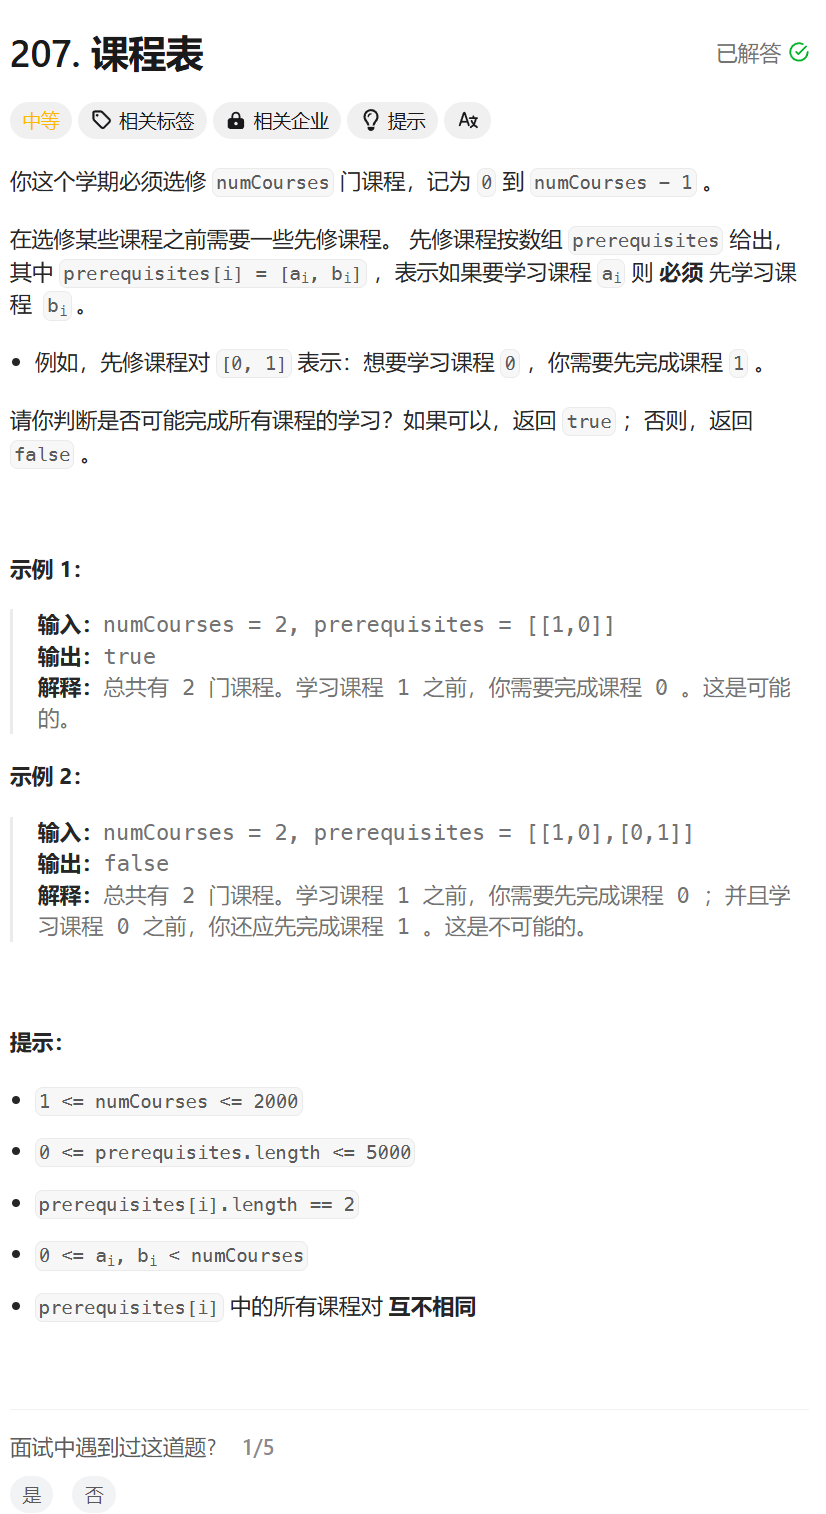 207. 课程表
已解答
中等 相关标签 相关企业 提示
你这个学期必须选修 numCourses 门课程，记为 0 到 numCourses - 1 。
在选修某些课程之前需要一些先修课程。 先修课程按数组 prerequisites 给出，
其中 prerequisites[i] = [ai, bi] ，表示如果要学习课程 ai 则 必须 先学习课
程 bi 。
例如，先修课程对 [0, 1] 表示：想要学习课程 0 ，你需要先完成课程 1 。
请你判断是否可能完成所有课程的学习？如果可以，返回 true ；否则，返回
false 。
示例 1：
输入：numCourses = 2, prerequisites = [[1,0]]
输出：true
解释：总共有 2 门课程。学习课程 1 之前，你需要完成课程 0 。这是可能
的。
示例 2：
输入：numCourses = 2, prerequisites = [[1,0],[0,1]]
输出：false
解释：总共有 2 门课程。学习课程 1 之前，你需要先完成课程 0 ；并且学
习课程 0 之前，你还应先完成课程 1 。这是不可能的。
提示：
1 <= numCourses <= 2000
0 <= prerequisites.length <= 5000
prerequisites[i].length == 2
0 <= ai, bi < numCourses
prerequisites[i] 中的所有课程对 互不相同
面试中遇到过这道题? 1/5
是 否